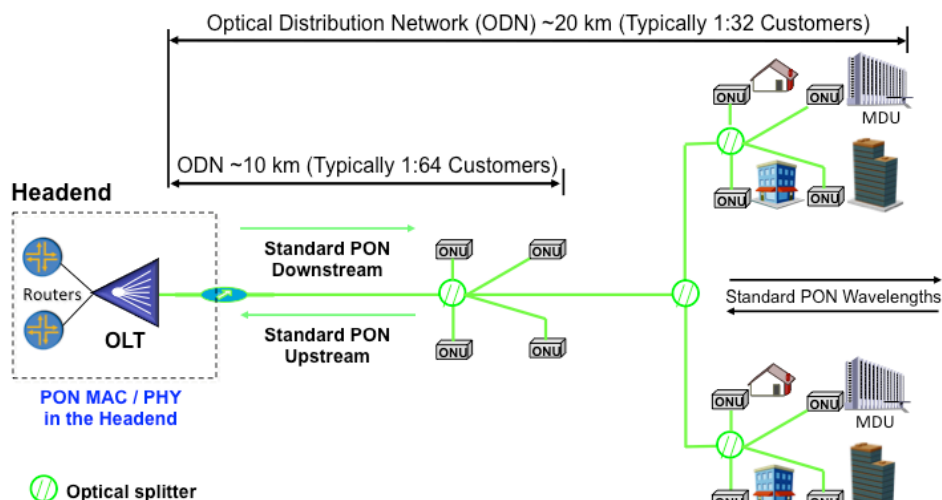 Optical Distribution Network (ODN) ~20 km (Typically 1:32 Customers)
ONU
ONU
MDU
ODN ~10 km (Typically 1:64 Customers)
ONU
ONU
Headend
Standard PON
Downstream
ONU
ONU
Routers
OLT
Standard PON Wavelengths
Standard PON
Upstream
ONU
ONU
PON MAC / PHY
in the Headend
ONU
ONU
MDU
Optical splitter
ONU
ONU